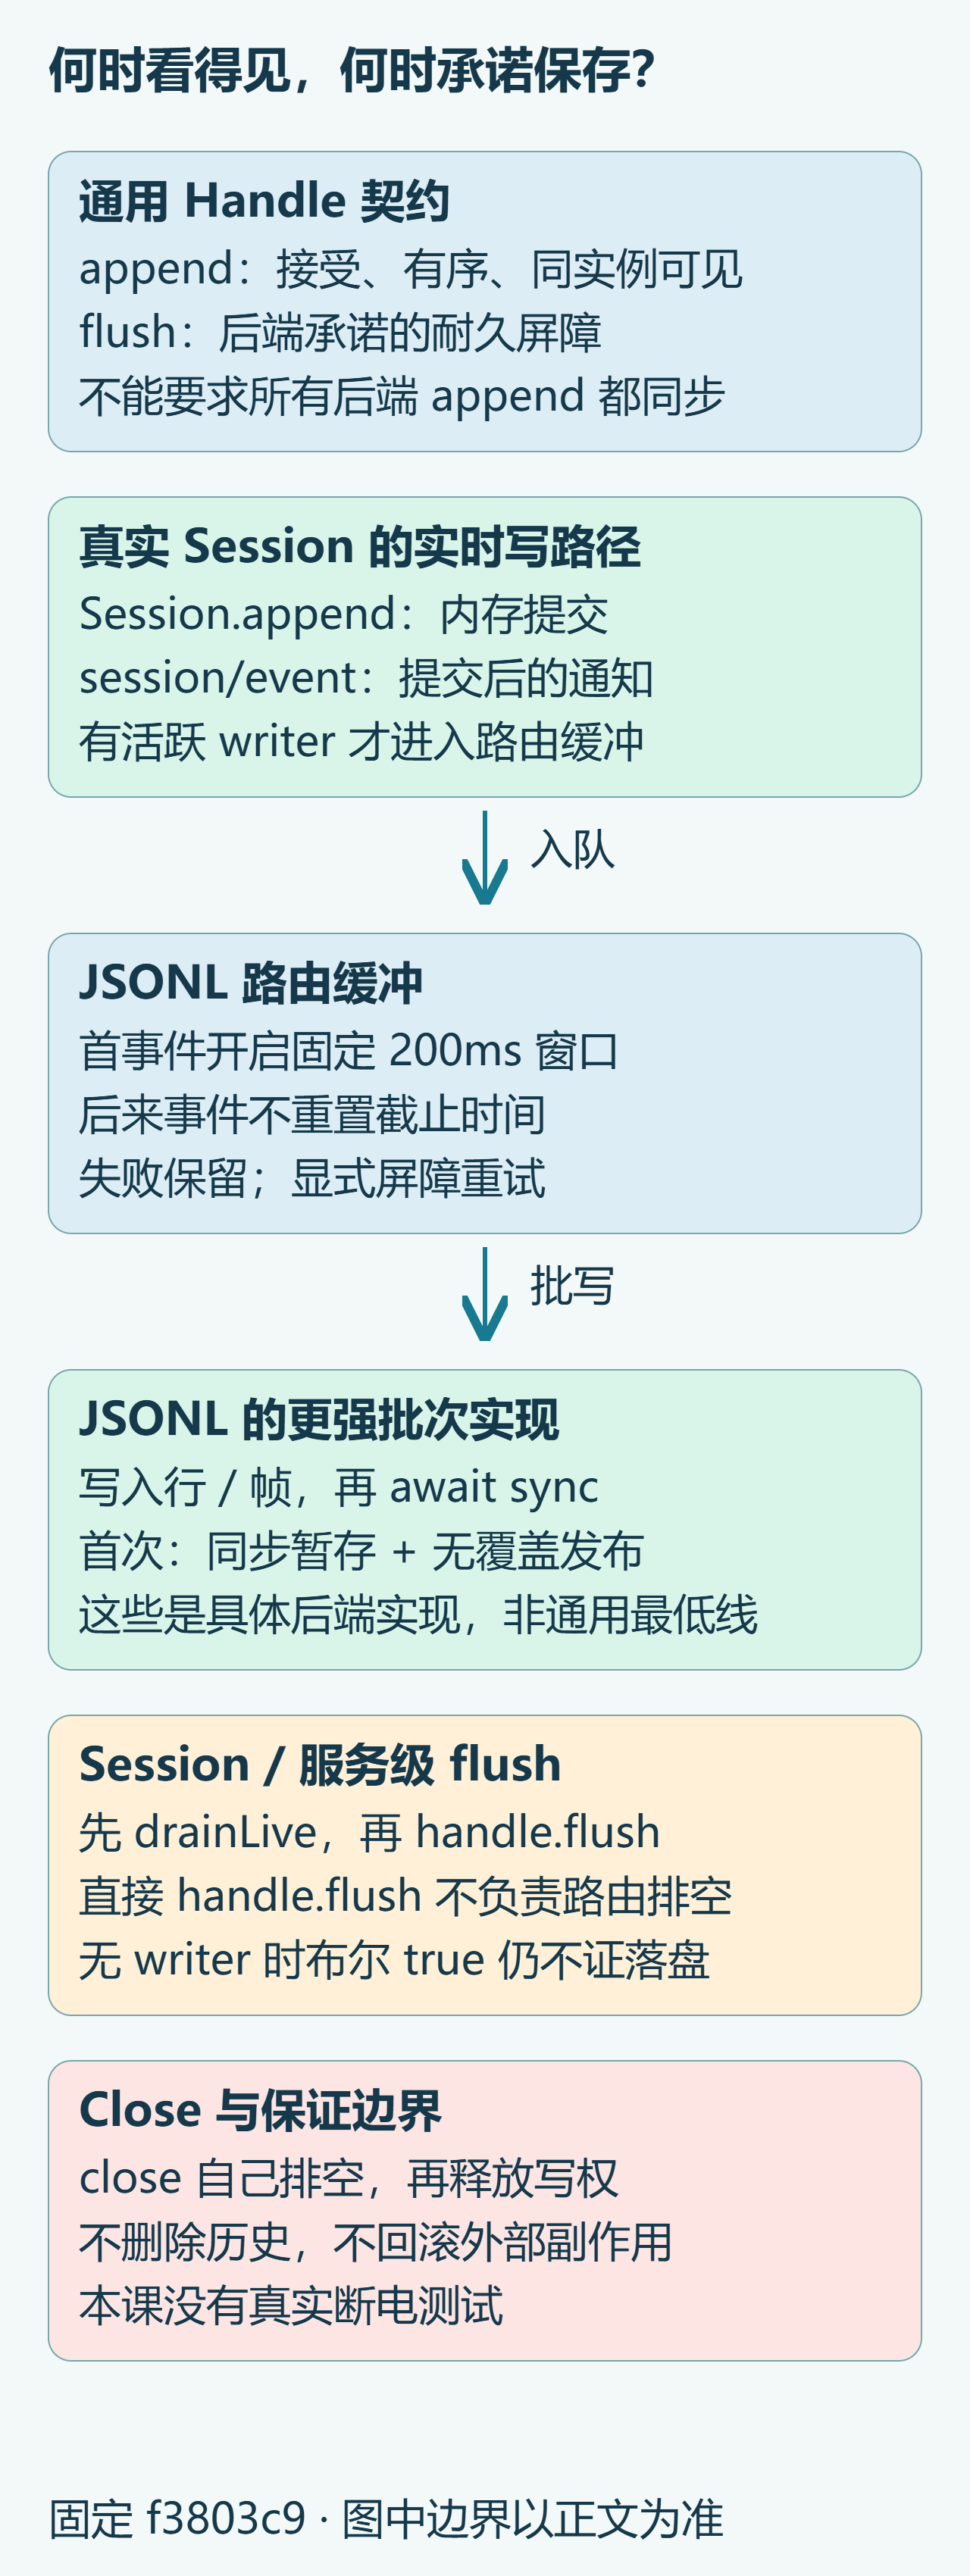 何时看得见，何时承诺保存？
通用 Handle 契约
append：接受、有序、同实例可见
flush：后端承诺的耐久屏障
不能要求所有后端 append 都同步
真实 Session 的实时写路径
Session.append：内存提交
session/event：提交后的通知
有活跃 writer 才进入路由缓冲
入队
JSONL 路由缓冲
首事件开启固定 200ms 窗口
后来事件不重置截止时间
失败保留；显式屏障重试
批写
JSONL 的更强批次实现
写入行 / 帧，再 await sync
首次：同步暂存 + 无覆盖发布
这些是具体后端实现，非通用最低线
Session / 服务级 flush
先 drainLive，再 handle.flush
直接 handle.flush 不负责路由排空
无 writer 时布尔 true 仍不证落盘
Close 与保证边界
close 自己排空，再释放写权
不删除历史，不回滚外部副作用
本课没有真实断电测试
固定 f3803c9 · 图中边界以正文为准